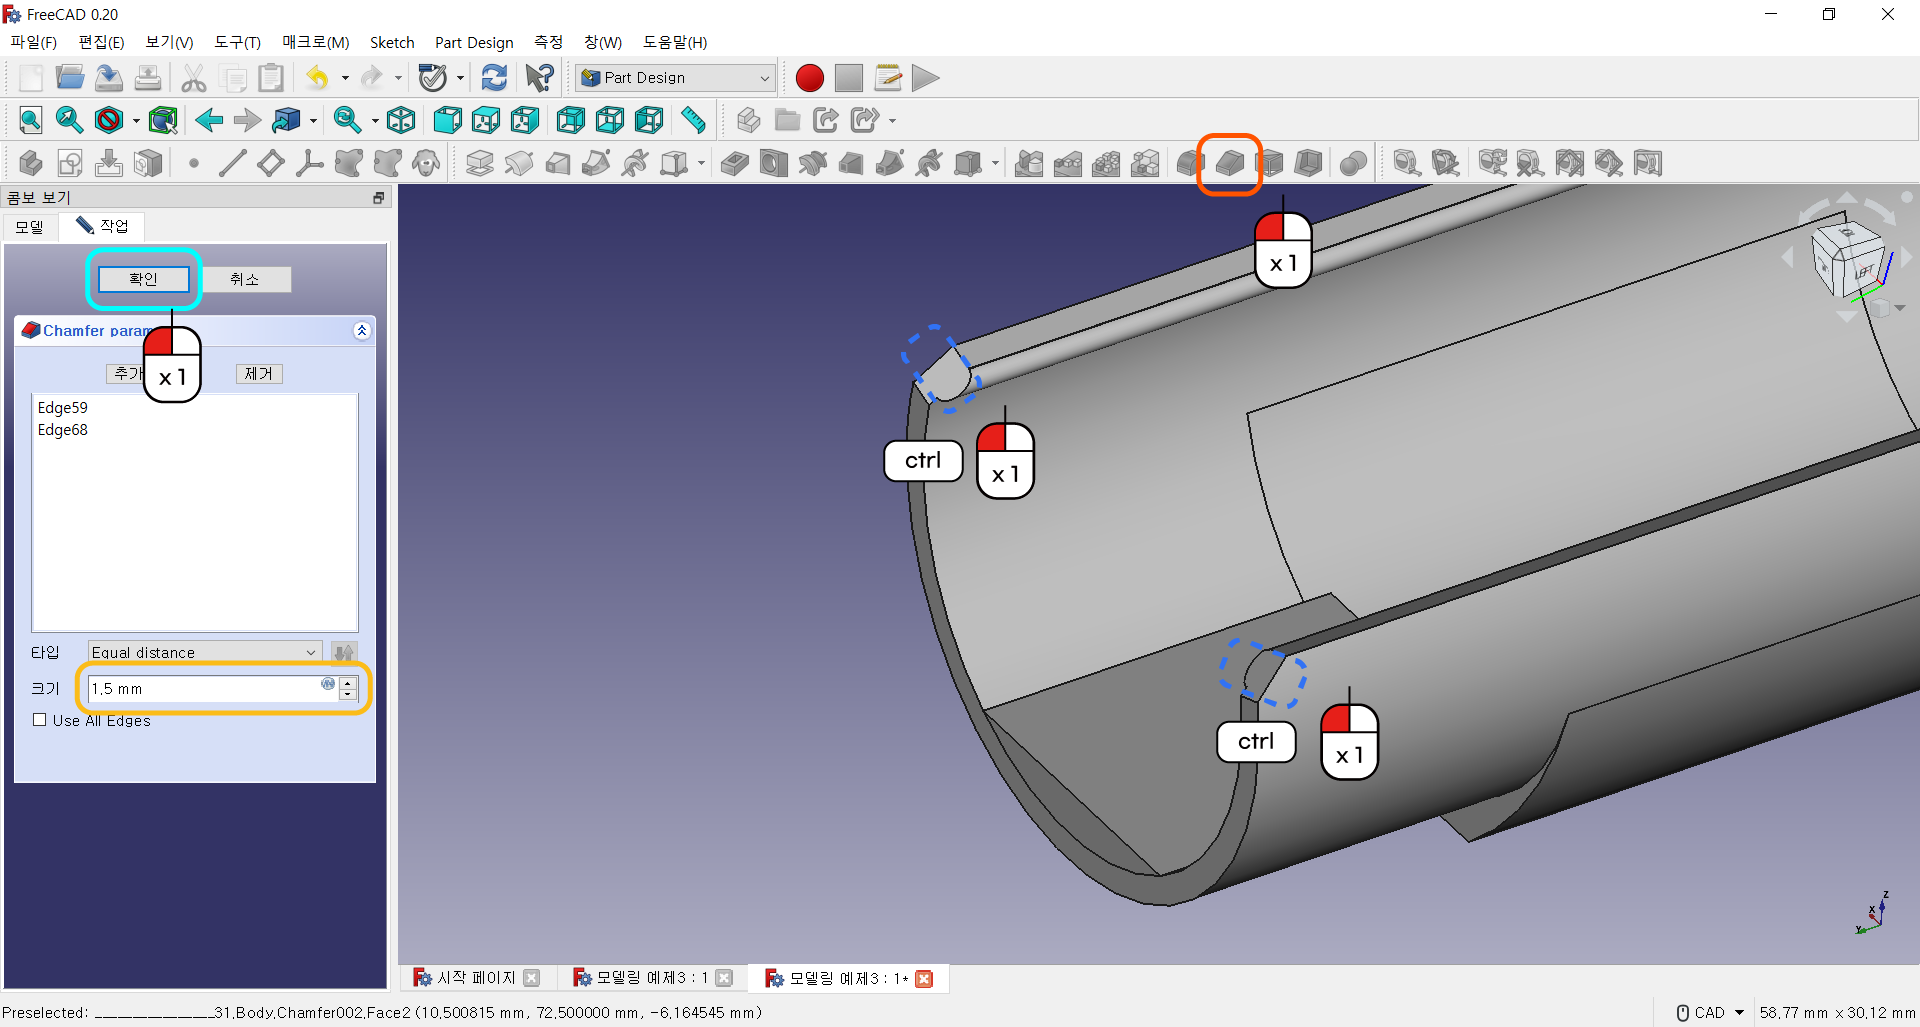 FreeCAD 0.20
파일(F) 편집(E) 보기(V) 도구(T) 매크로(M) Sketch Part Design 측정 창(W) 도움말(H)
Part Design
콤보 보기
모델 작업
확인 취소
x 1
Chamfer param
x 1
추가 제거
Edge59
Edge68
ctrl x 1
타입 Equal distance
크기 1.5 mm
Use All Edges
ctrl x 1
LEFT
Z
X
Y
시작 페이지 모델링 예제3 : 1 모델링 예제3 : 1*
Preselected: ________________31.Body.Chamfer002.Face2 (10.500815 mm, 72.500000 mm, -6.164545 mm)
CAD 58.77 mm x 30.12 mm